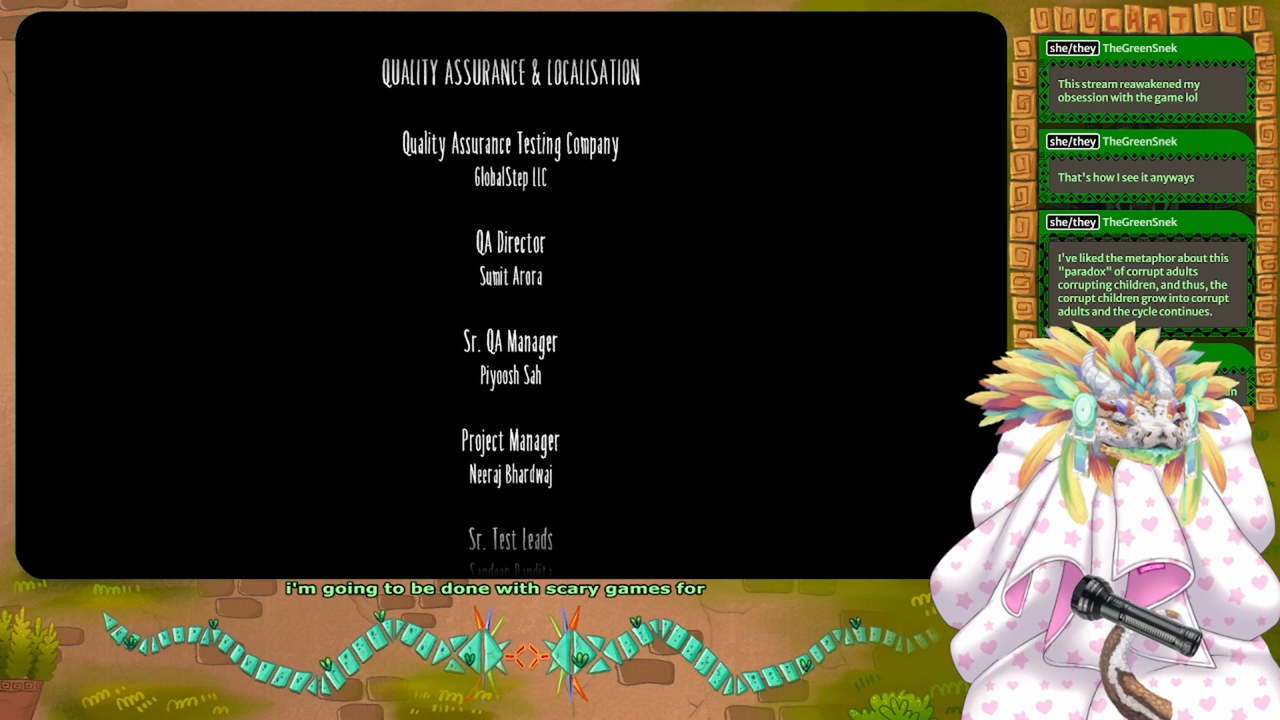 QUALITY ASSURANCE & LOCALISATION
Quality Assurance Testing Company
GlobalStep LLC
QA Director
Sumit Arora
Sr. QA Manager
Piyoosh Sah
Project Manager
Neeraj Bhardwaj
Sr. Test Leads
Sandeep Pandita
i'm going to be done with scary games for
CHAT
she/they TheGreenSnek
This stream reawakened my
obsession with the game lol
she/they TheGreenSnek
That's how I see it anyways
she/they TheGreenSnek
I've liked the metaphor about this
"paradox" of corrupt adults
corrupting children, and thus, the
corrupt children grow into corrupt
adults and the cycle continues.